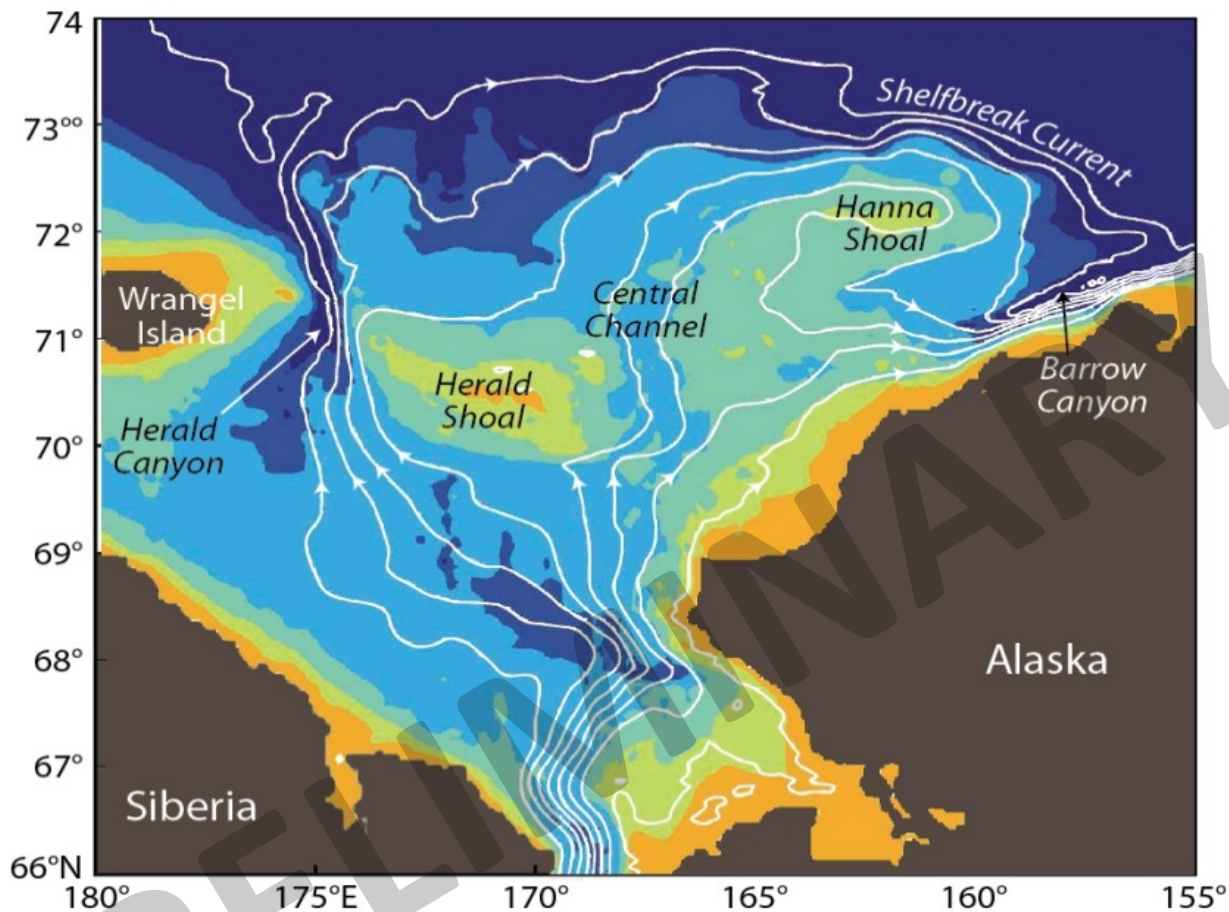 74
73°°
72°
71°
70°
69°
68°
67°
66°N
180°
175°E
170°
165°
160°
155°
Shelfbreak Current
Hanna
Shoal
Wrangel
Island
Central
Channel
Herald
Shoal
Barrow
Canyon
Herald
Canyon
Alaska
Siberia
PRELIMINARY